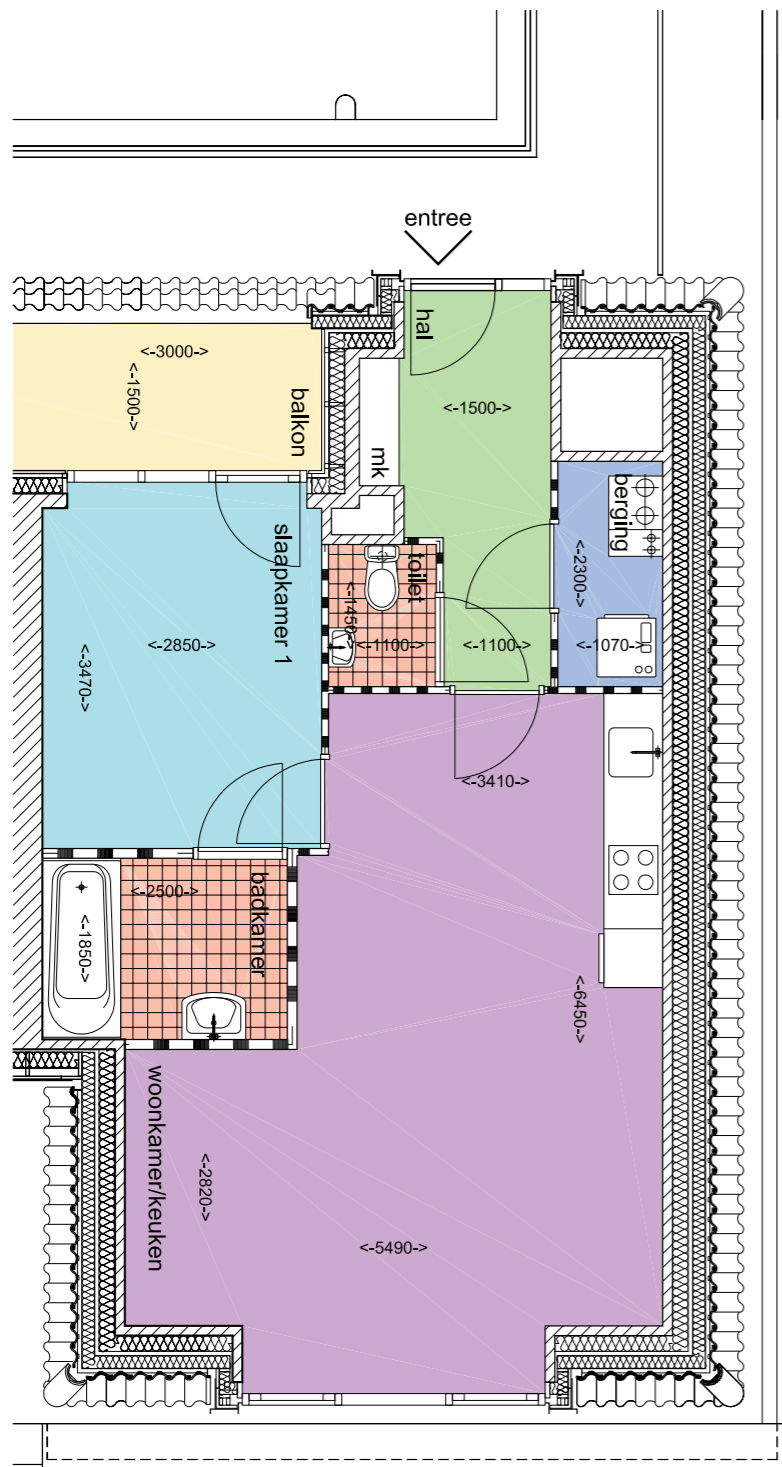 entree
hal
<-3000->
<-1500->
balkon
<-1500->
mk
berging
<-2300->
slaapkamer 1
toilet
<-1450->
<-2850->
<-1100->
<-1100->
<-1070->
<-3470->
<-3410->
badkamer
<-2500->
<-1850->
<-6450->
woonkamer/keuken
<-2820->
<-5490->